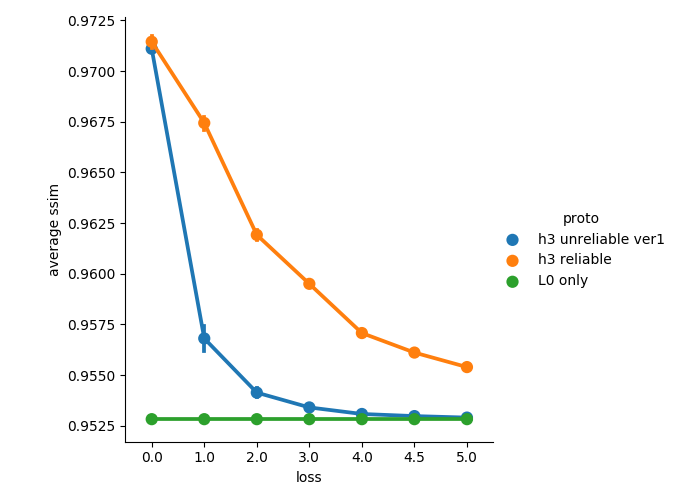 0.9725
0.9700
0.9675
0.9650
0.9625
0.9600
0.9575
0.9550
0.9525
average ssim
0.0 1.0 2.0 3.0 4.0 4.5 5.0
loss
proto
h3 unreliable ver1
h3 reliable
L0 only